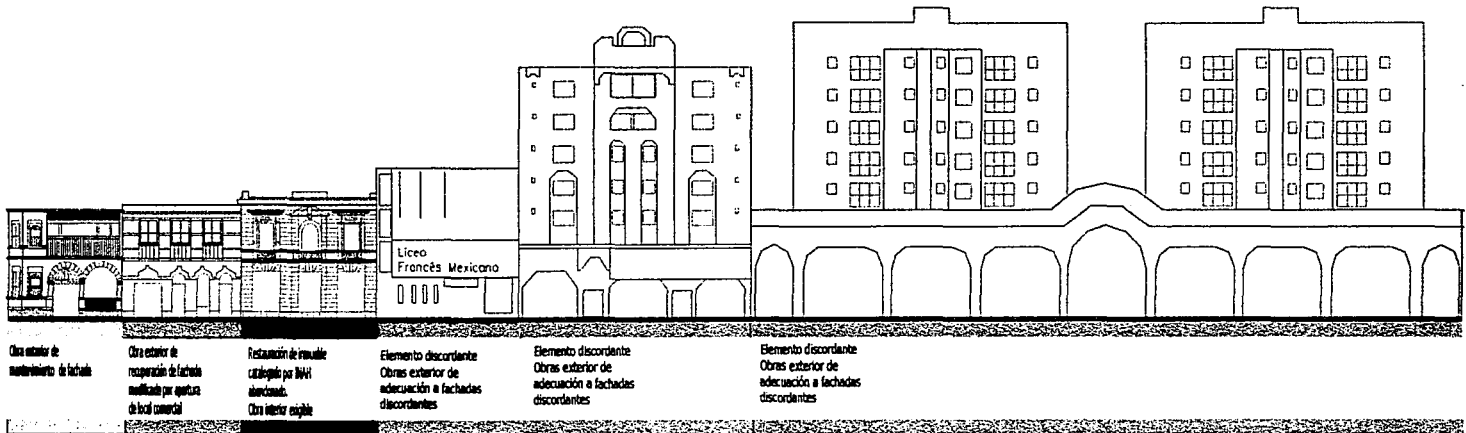 Liceo
Francés Mexicano
Obra exterior de
mantenimiento de fachada
Obra exterior de
recuperación de fachada
modificada por apertura
de local comercial
Restauración de inmueble
catalogado por INAH
abandonado.
Obra interior exigible
Elemento discordante
Obras exterior de
adecuación a fachadas
discordantes
Elemento discordante
Obras exterior de
adecuación a fachadas
discordantes
Elemento discordante
Obras exterior de
adecuación a fachadas
discordantes